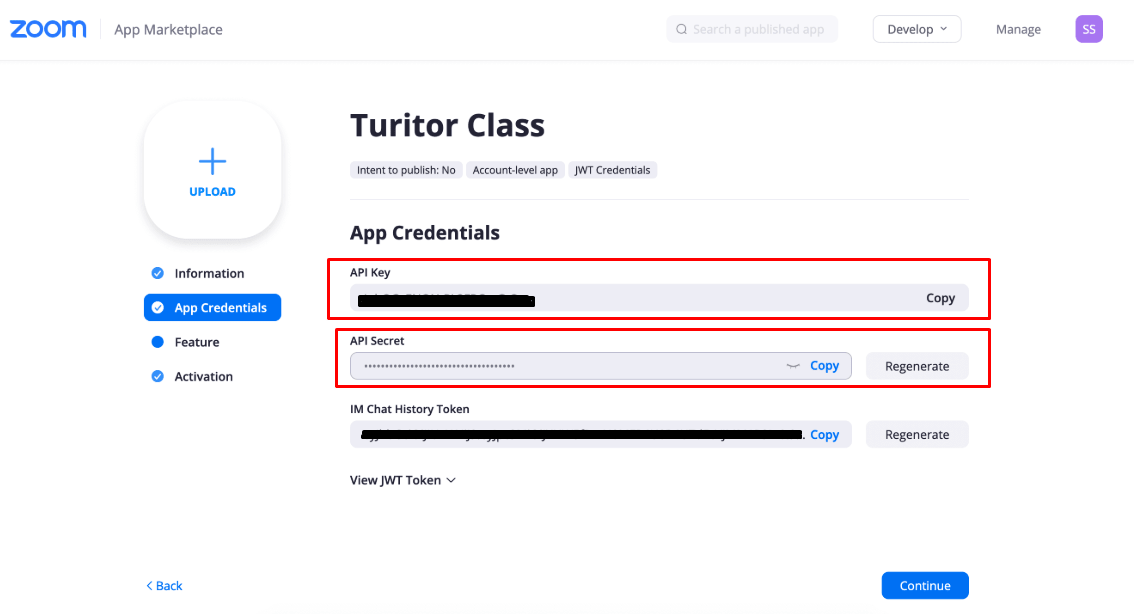 zoom App Marketplace Search a published app Develop Manage SS
UPLOAD
Turitor Class
Intent to publish: No Account-level app JWT Credentials
App Credentials
Information
App Credentials
Feature
Activation
API Key
Copy
API Secret
Copy Regenerate
IM Chat History Token
Copy Regenerate
View JWT Token
Back Continue